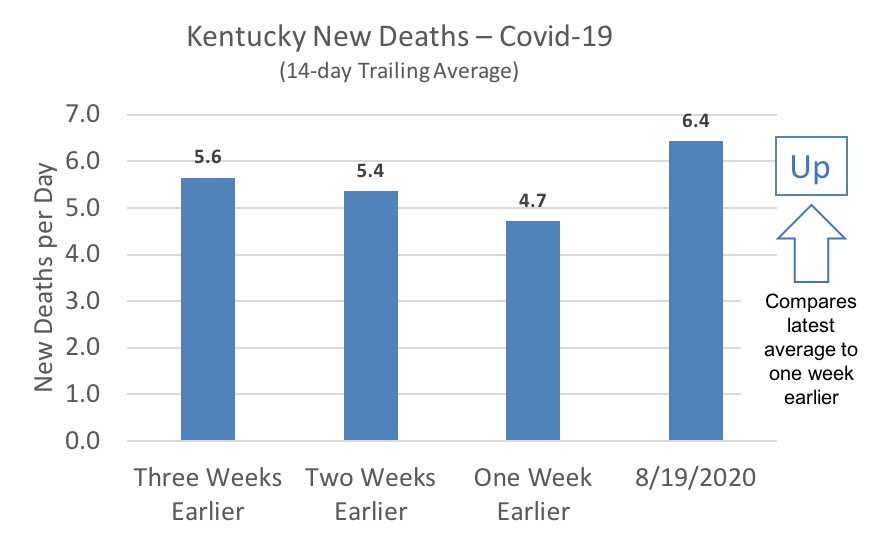 Kentucky New Deaths – Covid-19
(14-day Trailing Average)
New Deaths per Day
7.0
6.0
5.0
4.0
3.0
2.0
1.0
0.0
5.6
5.4
4.7
6.4
Three Weeks
Earlier
Two Weeks
Earlier
One Week
Earlier
8/19/2020
Up
Compares
latest
average to
one week
earlier